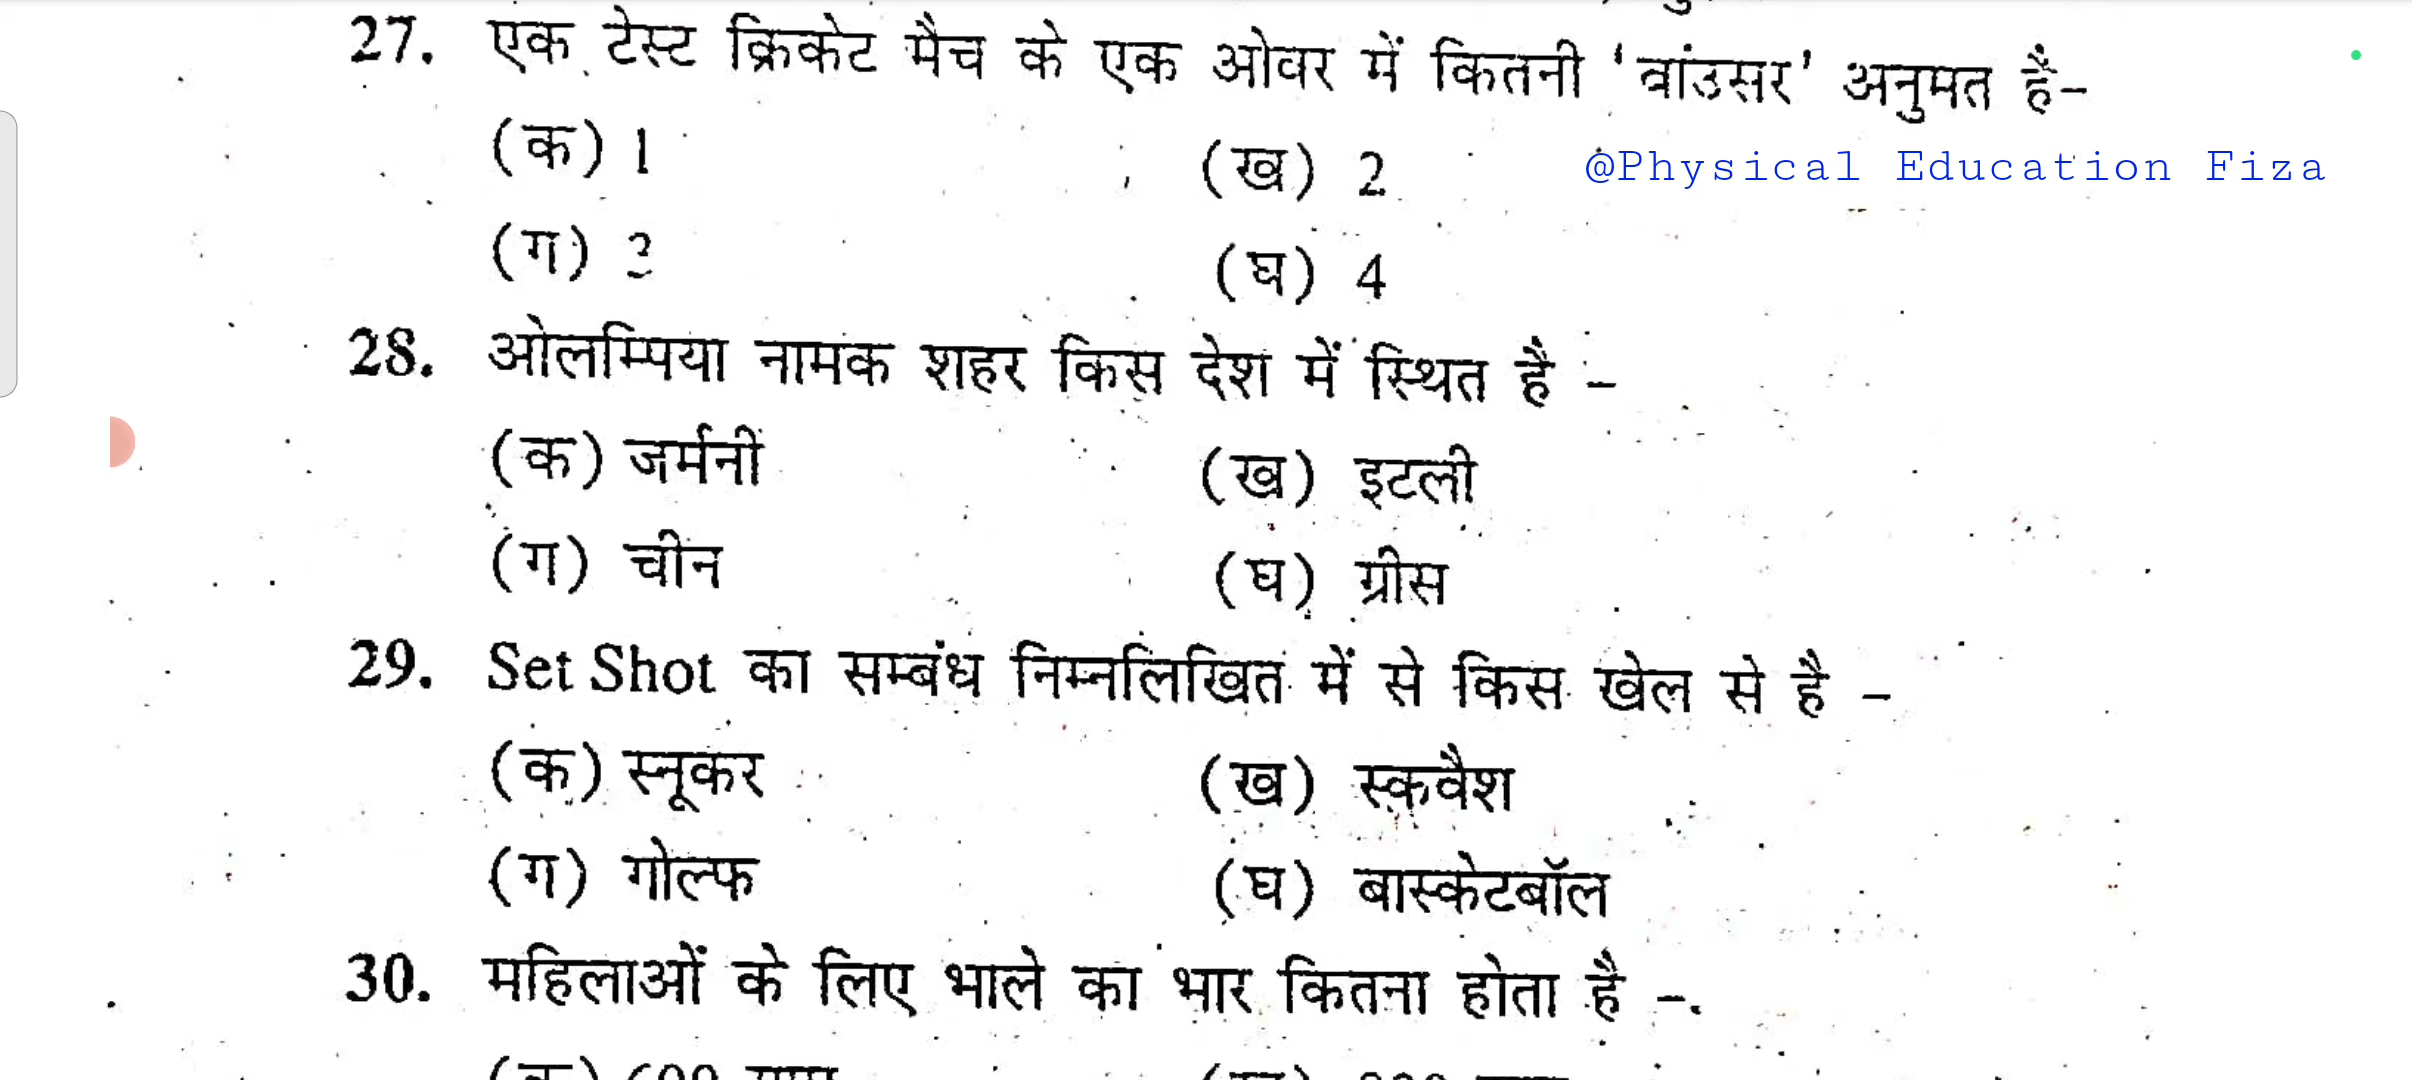 27. एक टेस्ट क्रिकेट मैच के एक ओवर में कितनी 'बांउसर' अनुमत हैं-
(क) 1 (ख) 2 @Physical Education Fiza
(ग) 3 (घ) 4
28. ओलम्पिया नामक शहर किस देश में स्थित है -
(क) जर्मनी (ख) इटली
(ग) चीन (घ) ग्रीस
29. Set Shot का सम्बंध निम्नलिखित में से किस खेल से है -
(क) स्नूकर (ख) स्कवैश
(ग) गोल्फ (घ) बास्केटबॉल
30. महिलाओं के लिए भाले का भार कितना होता है -